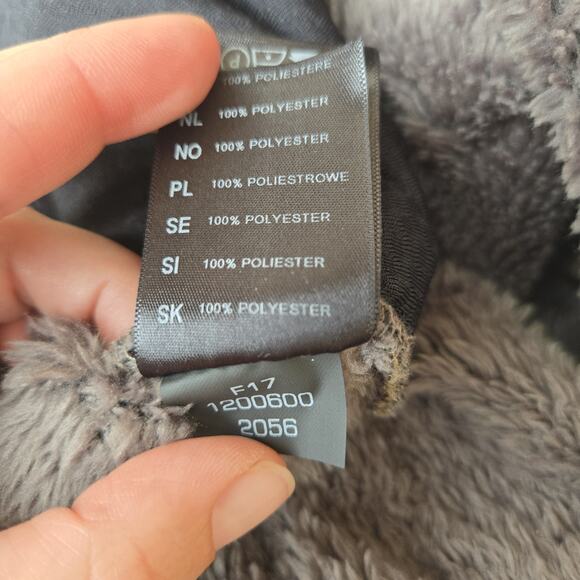 P
100% POLIESTERE
NL 100% POLYESTER
NO 100% POLYESTER
PL 100% POLIESTROWE
SE 100% POLYESTER
SI 100% POLIESTER
SK 100% POLYESTER
F17
1200600
2056